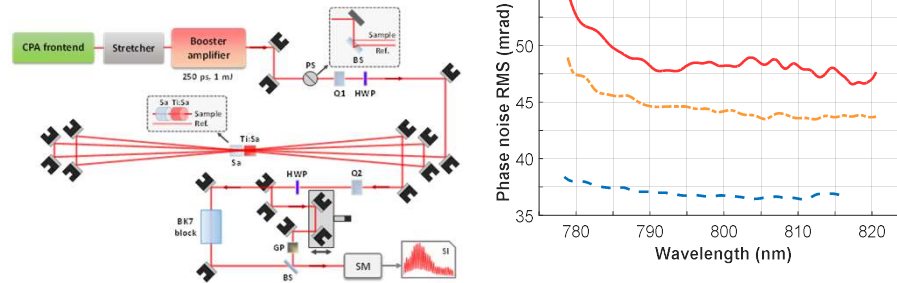 CPA frontend
Stretcher
Booster
amplifier
250 ps, 1 mJ
Sample
Ref.
BS
PS
Q1
HWP
Sa Ti:Sa
Sample
Ref.
Ti:Sa
Sa
HWP
Q2
BK7
block
GP
BS
SM
SI
Phase noise RMS (mrad)
50
45
40
35
780
790
800
810
820
Wavelength (nm)